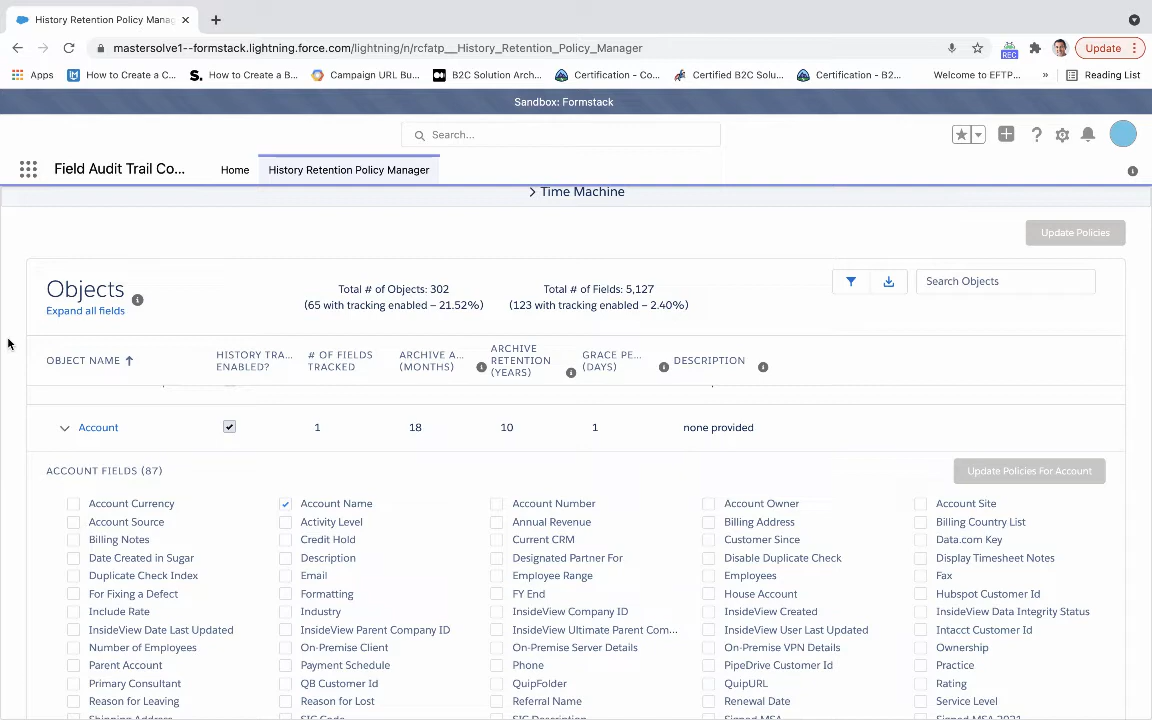 History Retention Policy Manag
mastersolve1--formstack.lightning.force.com/lightning/n/rcfatp__History_Retention_Policy_Manager
REC
Update
Apps
How to Create a C...
How to Create a B...
Campaign URL Bu...
B2C Solution Arch...
Certification - Co...
Certified B2C Solu...
Certification - B2...
Welcome to EFTP...
»
Reading List
Sandbox: Formstack
Search...
Field Audit Trail Co...
Home
History Retention Policy Manager
Time Machine
Update Policies
Objects
Expand all fields
Total # of Objects: 302
(65 with tracking enabled – 21.52%)
Total # of Fields: 5,127
(123 with tracking enabled – 2.40%)
Search Objects
OBJECT NAME
HISTORY TRA...
ENABLED?
# OF FIELDS
TRACKED
ARCHIVE A...
(MONTHS)
ARCHIVE
RETENTION
(YEARS)
GRACE PE...
(DAYS)
DESCRIPTION
Account 1 18 10 1 none provided
ACCOUNT FIELDS (87)
Update Policies For Account
Account Currency Account Name Account Number Account Owner Account Site
Account Source Activity Level Annual Revenue Billing Address Billing Country List
Billing Notes Credit Hold Current CRM Customer Since Data.com Key
Date Created in Sugar Description Designated Partner For Disable Duplicate Check Display Timesheet Notes
Duplicate Check Index Email Employee Range Employees Fax
For Fixing a Defect Formatting FY End House Account Hubspot Customer Id
Include Rate Industry InsideView Company ID InsideView Created InsideView Data Integrity Status
InsideView Date Last Updated InsideView Parent Company ID InsideView Ultimate Parent Com... InsideView User Last Updated Intacct Customer Id
Number of Employees On-Premise Client On-Premise Server Details On-Premise VPN Details Ownership
Parent Account Payment Schedule Phone PipeDrive Customer Id Practice
Primary Consultant QB Customer Id QuipFolder QuipURL Rating
Reason for Leaving Reason for Lost Referral Name Renewal Date Service Level
Shipping Address SIC Code SIC Description Signed MSA Signed MSA 2021